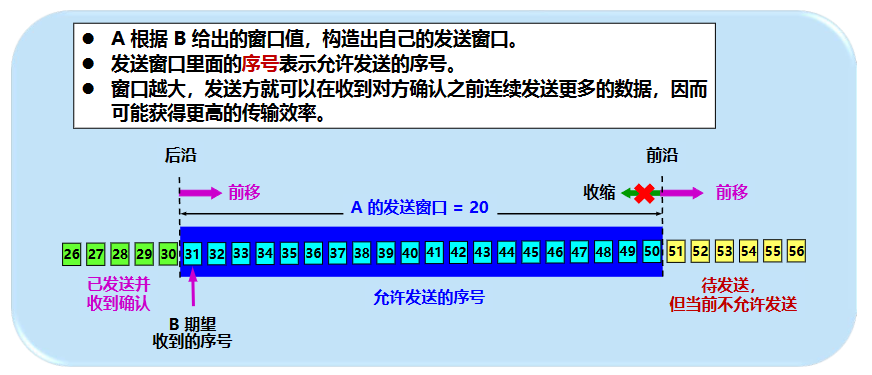 ● A 根据 B 给出的窗口值，构造出自己的发送窗口。
● 发送窗口里面的序号表示允许发送的序号。
● 窗口越大，发送方就可以在收到对方确认之前连续发送更多的数据，因而
可能获得更高的传输效率。
后沿 前沿
前移 收缩 前移
A 的发送窗口 = 20
26 27 28 29 30 31 32 33 34 35 36 37 38 39 40 41 42 43 44 45 46 47 48 49 50 51 52 53 54 55 56
已发送并
收到确认
允许发送的序号
待发送，
但当前不允许发送
B 期望
收到的序号